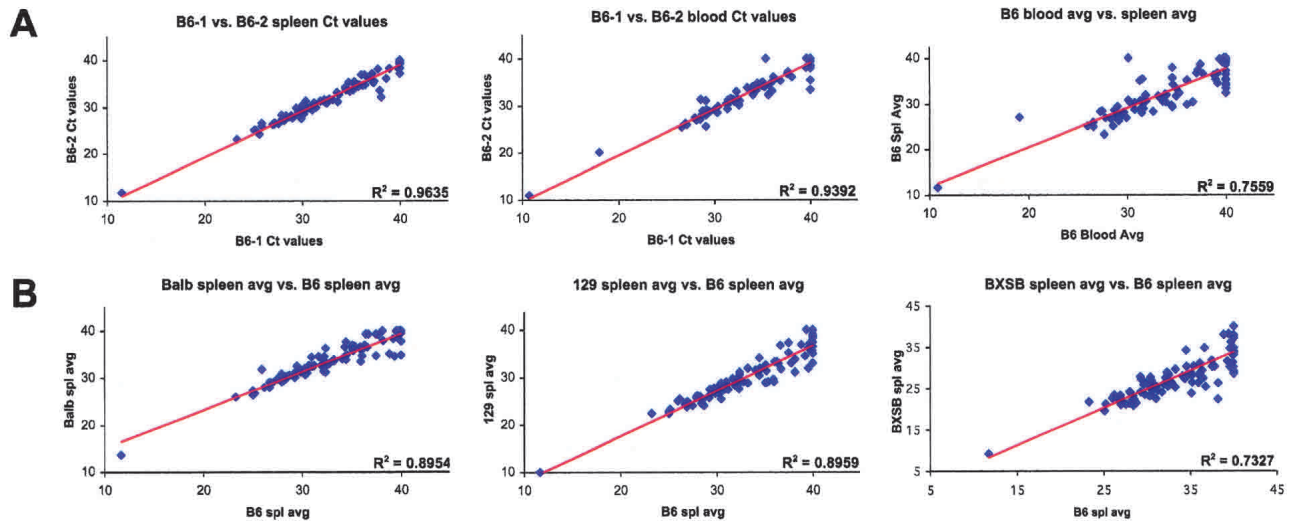 A
B6-1 vs. B6-2 spleen Ct values
B6-2 Ct values
40
30
20
10
10
20
30
40
R² = 0.9635
B6-1 Ct values
B6-1 vs. B6-2 blood Ct values
B6-2 Ct values
40
30
20
10
10
20
30
40
R² = 0.9392
B6-1 Ct values
B6 blood avg vs. spleen avg
B6 Spl Avg
40
30
20
10
10
20
30
40
R² = 0.7559
B6 Blood Avg
B
Balb spleen avg vs. B6 spleen avg
Balb spl avg
40
30
20
10
10
20
30
40
R² = 0.8954
B6 spl avg
129 spleen avg vs. B6 spleen avg
129 spl avg
40
30
20
10
10
20
30
40
R² = 0.8959
B6 spl avg
BXSB spleen avg vs. B6 spleen avg
BXSB spl avg
45
35
25
15
5
5
15
25
35
45
R² = 0.7327
B6 spl avg